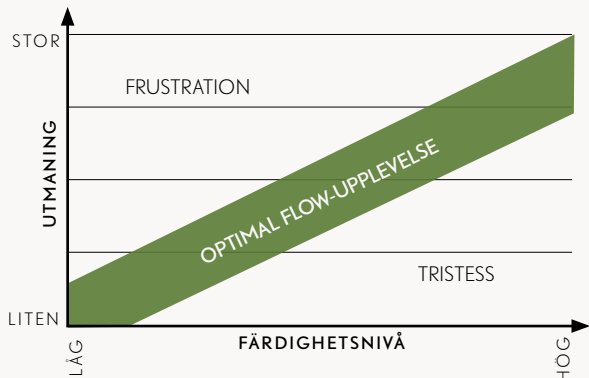 STOR
FRUSTRATION
UTMANING
OPTIMAL FLOW-UPPLEVELSE
TRISTESS
LITEN
LÅG
FÄRDIGHETSNIVÅ
HÖG